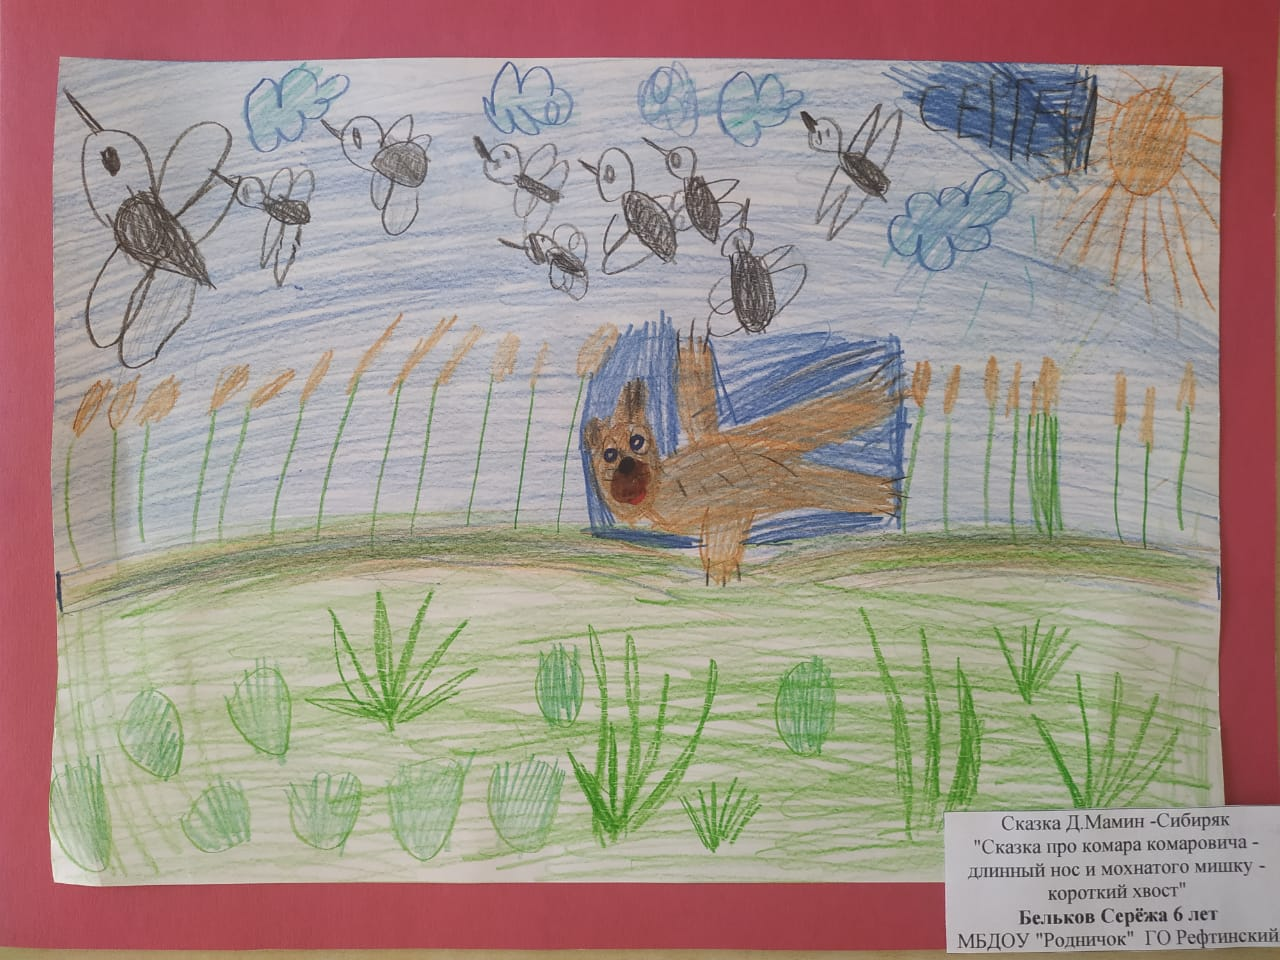 Сказка Д.Мамин -Сибиряк
"Сказка про комара комаровича -
длинный нос и мохнатого мишку -
короткий хвост"
Бельков Серёжа 6 лет
МБДОУ "Родничок" ГО Рефтинский